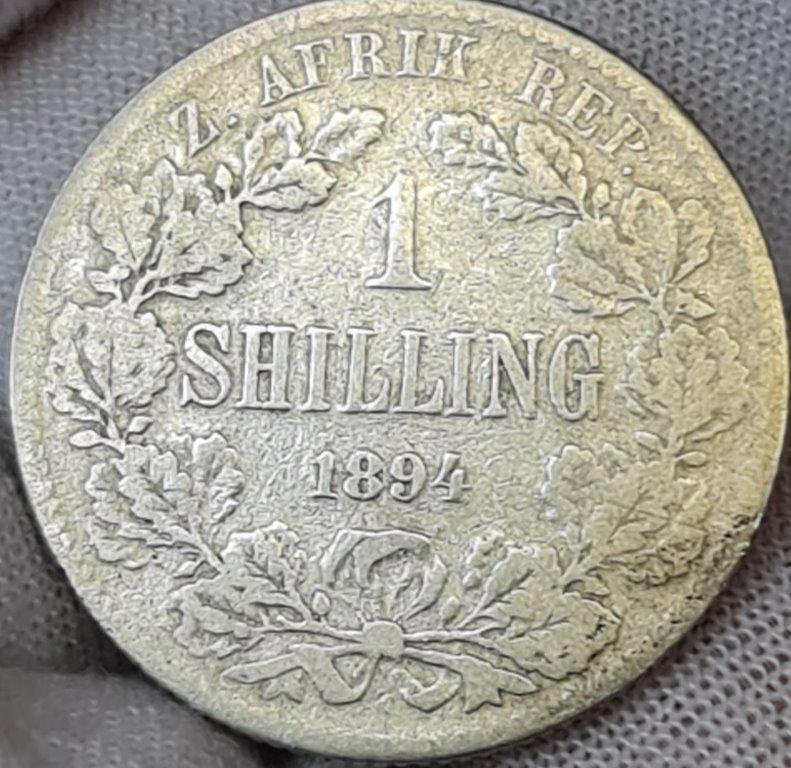 Z. AFRIK. REP.
1
SHILLING
1894